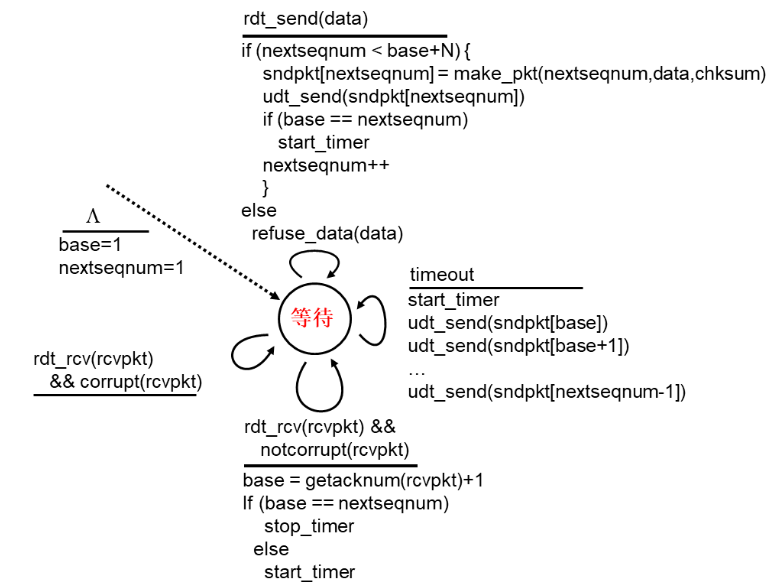 rdt_send(data)
if (nextseqnum < base+N) {
sndpkt[nextseqnum] = make_pkt(nextseqnum,data,chksum)
udt_send(sndpkt[nextseqnum])
if (base == nextseqnum)
start_timer
nextseqnum++
}
else
refuse_data(data)
Λ
base=1
nextseqnum=1
等待
timeout
start_timer
udt_send(sndpkt[base])
udt_send(sndpkt[base+1])
…
udt_send(sndpkt[nextseqnum-1])
rdt_rcv(rcvpkt)
&& corrupt(rcvpkt)
rdt_rcv(rcvpkt) &&
notcorrupt(rcvpkt)
base = getacknum(rcvpkt)+1
If (base == nextseqnum)
stop_timer
else
start_timer